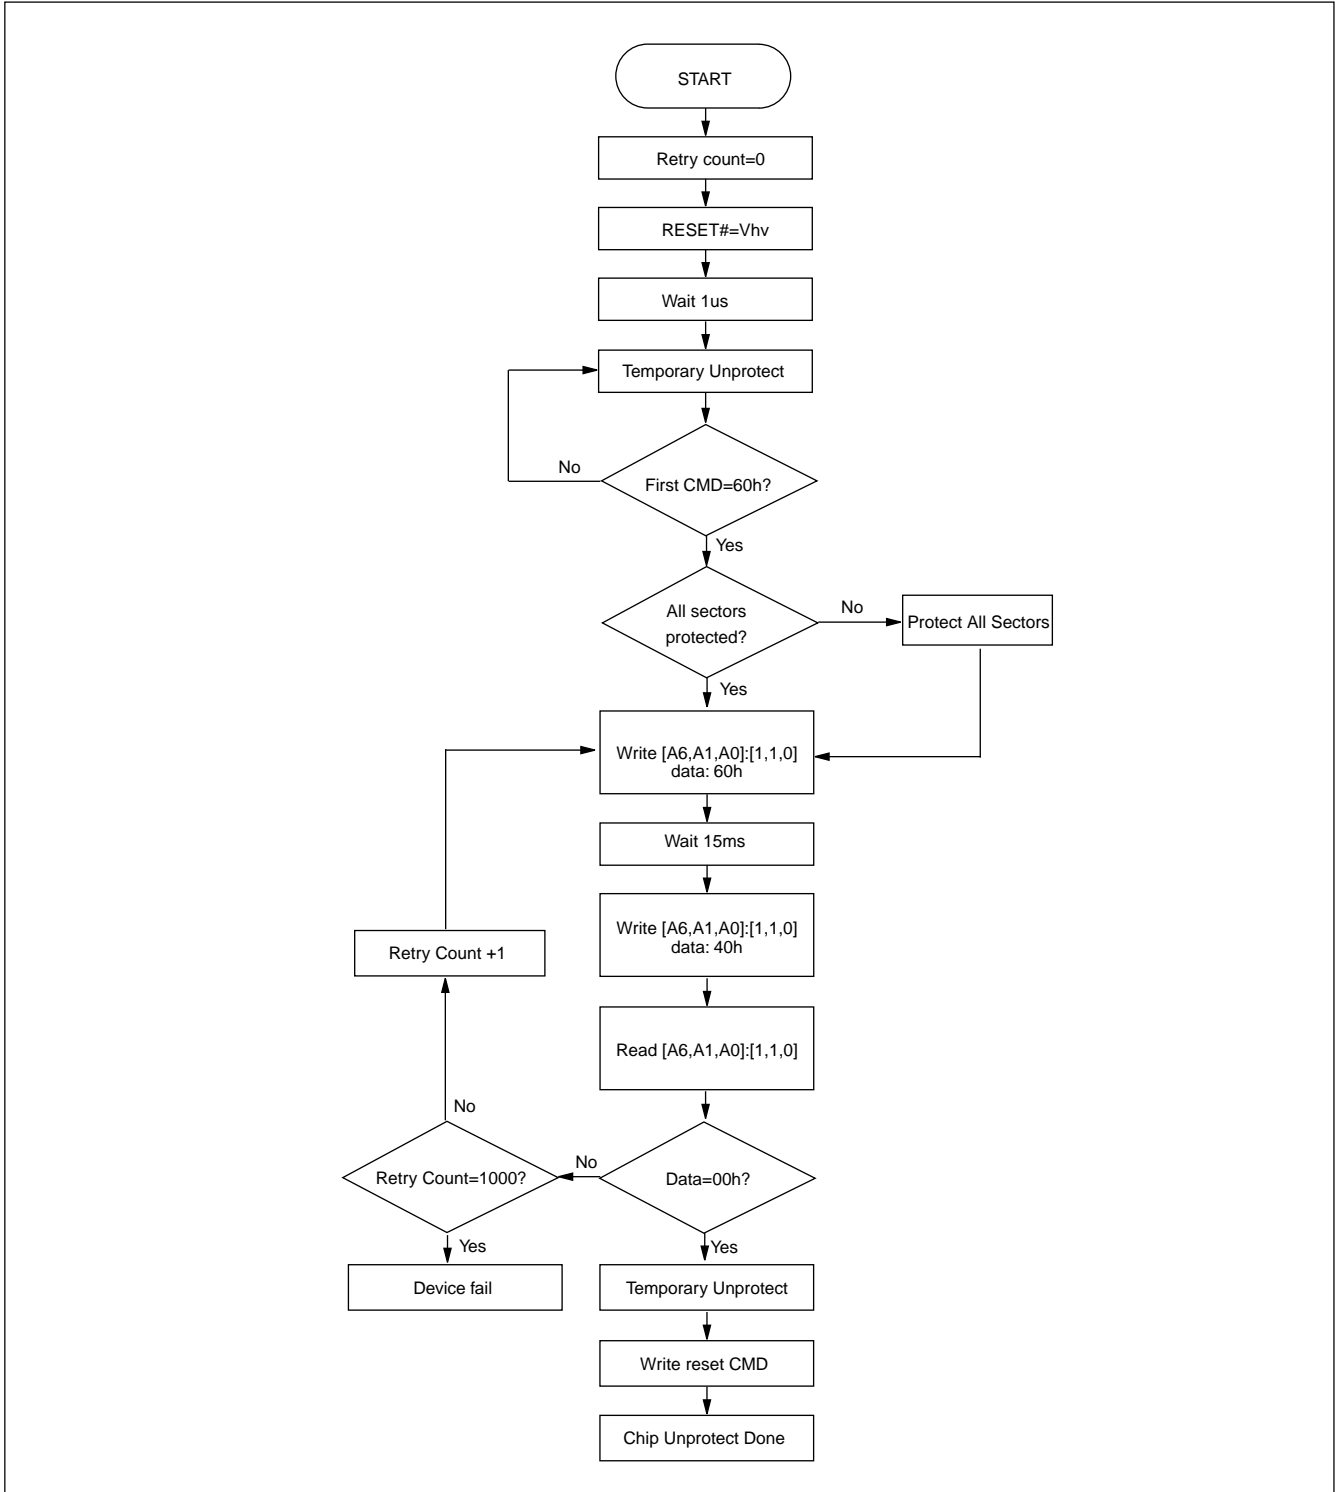 START
Retry count=0
RESET#=Vhv
Wait 1us
Temporary Unprotect
No
First CMD=60h?
Yes
All sectors
protected?
No
Protect All Sectors
Yes
Write [A6,A1,A0]:[1,1,0]
data: 60h
Wait 15ms
Write [A6,A1,A0]:[1,1,0]
data: 40h
Retry Count +1
Read [A6,A1,A0]:[1,1,0]
No
Retry Count=1000?
No
Data=00h?
Yes
Yes
Device fail
Temporary Unprotect
Write reset CMD
Chip Unprotect Done